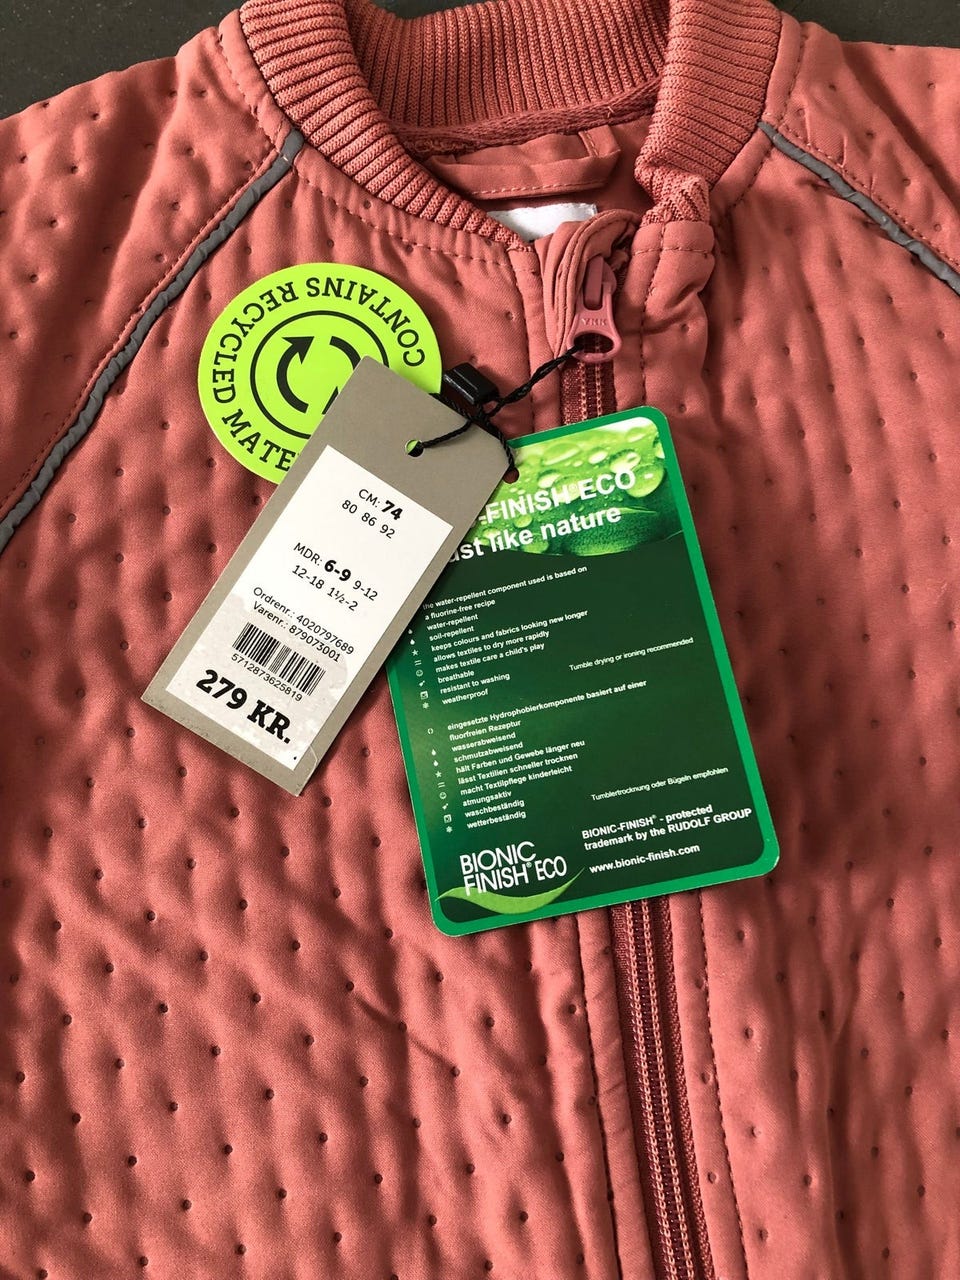 CONTAINS RECYCLED MATE
YKK
CM: 74
80 86 92
MDR: 6-9 9-12
12-18 1½-2
Ordrenr.: 4020797689
Varenr.: 879073001
5712873625819
279 KR.
-FINISH® ECO -
ust like nature
the water-repellent component used is based on
a fluorine-free recipe
water-repellent
soil-repellent
keeps colours and fabrics looking new longer
allows textiles to dry more rapidly
makes textile care a child's play
breathable
resistant to washing
weatherproof
Tumble drying or ironing recommended
eingesetzte Hydrophobierkomponente basiert auf einer
fluorfreien Rezeptur
wasserabweisend
schmutzabweisend
hält Farben und Gewebe länger neu
lässt Textilien schneller trocknen
macht Textilpflege kinderleicht
atmungsaktiv
waschbeständig
wetterbeständig
Tumblertrocknung oder Bügeln empfohlen
BIONIC
FINISH® ECO
BIONIC-FINISH® - protected
trademark by the RUDOLF GROUP
www.bionic-finish.com